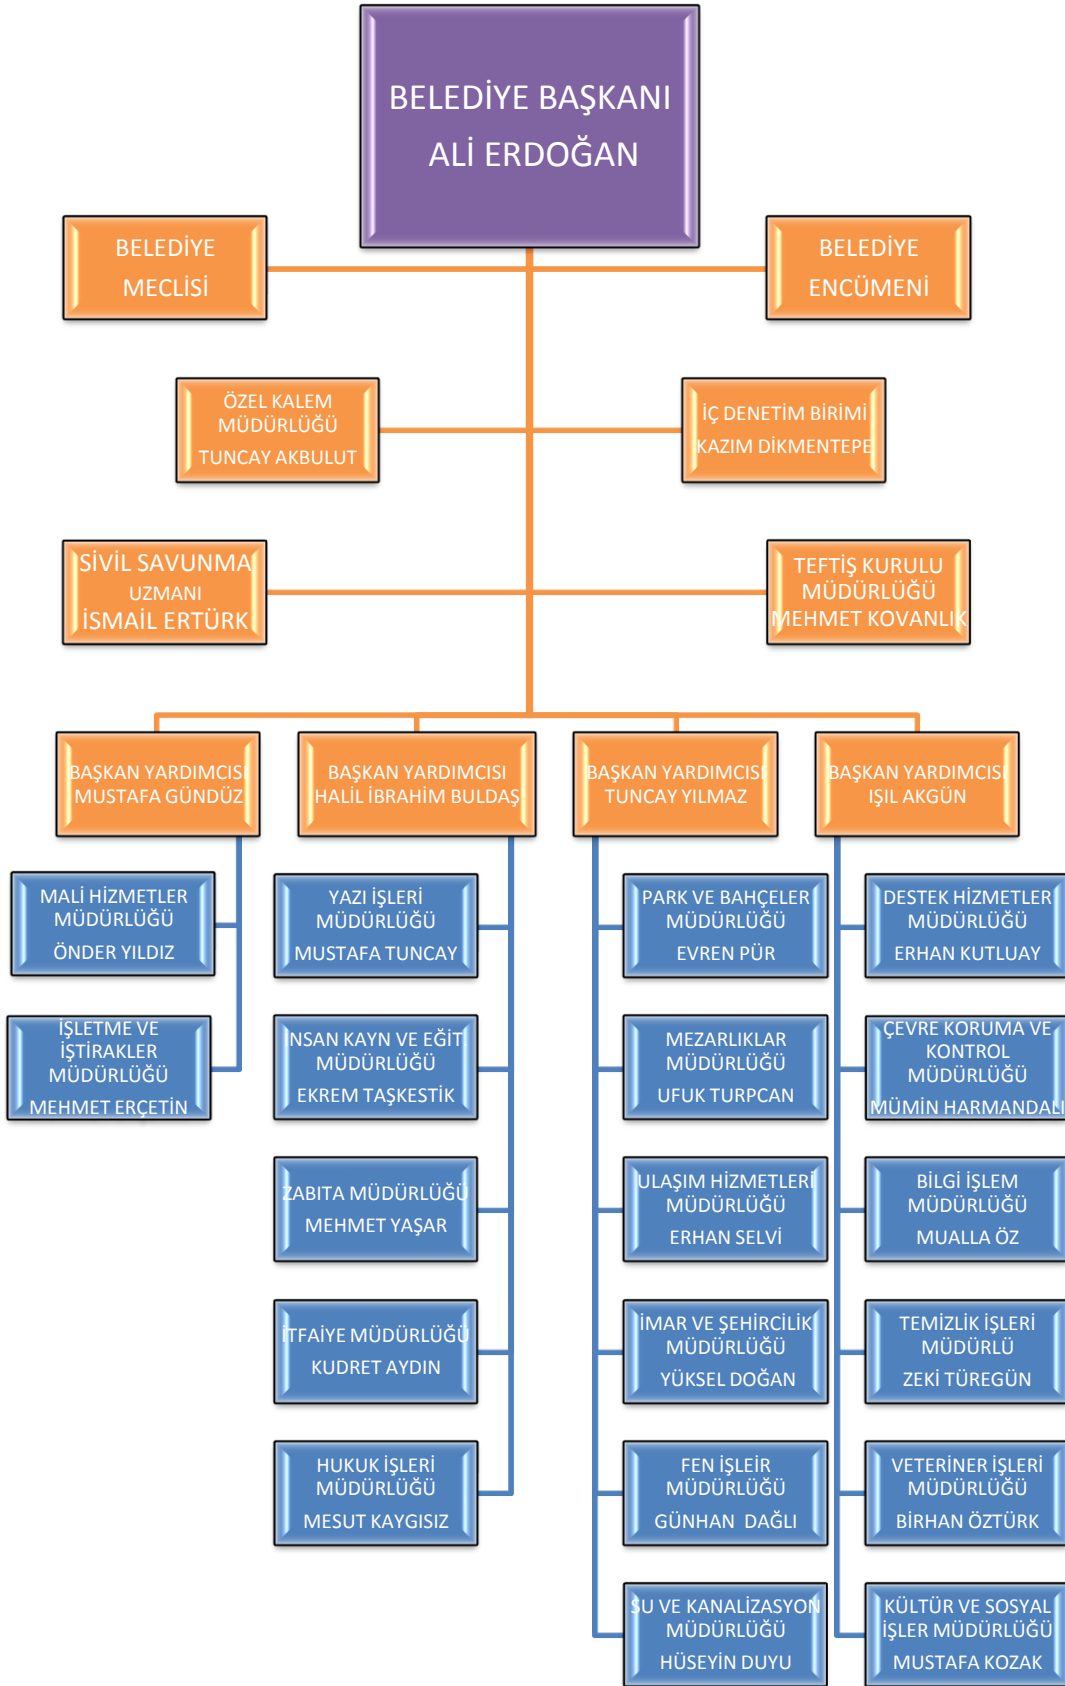 BELEDİYE BAŞKANI
ALİ ERDOĞAN
BELEDİYE
MECLİSİ
BELEDİYE
ENCÜMENİ
ÖZEL KALEM
MÜDÜRLÜĞÜ
TUNCAY AKBULUT
İÇ DENETİM BİRİMİ
KAZIM DİKMENTEPE
SİVİL SAVUNMA
UZMANI
İSMAİL ERTÜRK
TEFTİŞ KURULU
MÜDÜRLÜĞÜ
MEHMET KOVANLIK
BAŞKAN YARDIMCISI
MUSTAFA GÜNDÜZ
BAŞKAN YARDIMCISI
HALİL İBRAHİM BULDAŞ
BAŞKAN YARDIMCISI
TUNCAY YILMAZ
BAŞKAN YARDIMCISI
IŞIL AKGÜN
MALİ HİZMETLER
MÜDÜRLÜĞÜ
ÖNDER YILDIZ
İŞLETME VE
İŞTİRAKLER
MÜDÜRLÜĞÜ
MEHMET ERÇETİN
YAZI İŞLERİ
MÜDÜRLÜĞÜ
MUSTAFA TUNCAY
İNSAN KAYN VE EĞİT.
MÜDÜRLÜĞÜ
EKREM TAŞKESTİK
ZABITA MÜDÜRLÜĞÜ
MEHMET YAŞAR
İTFAİYE MÜDÜRLÜĞÜ
KUDRET AYDIN
HUKUK İŞLERİ
MÜDÜRLÜĞÜ
MESUT KAYGISIZ
PARK VE BAHÇELER
MÜDÜRLÜĞÜ
EVREN PÜR
MEZARLIKLAR
MÜDÜRLÜĞÜ
UFUK TURPCAN
ULAŞIM HİZMETLERİ
MÜDÜRLÜĞÜ
ERHAN SELVİ
İMAR VE ŞEHİRCİLİK
MÜDÜRLÜĞÜ
YÜKSEL DOĞAN
FEN İŞLEİR
MÜDÜRLÜĞÜ
GÜNHAN  DAĞLI
SU VE KANALİZASYON
MÜDÜRLÜĞÜ
HÜSEYİN DUYU
DESTEK HİZMETLER
MÜDÜRLÜĞÜ
ERHAN KUTLUAY
ÇEVRE KORUMA VE
KONTROL
MÜDÜRLÜĞÜ
MÜMİN HARMANDALI
BİLGİ İŞLEM
MÜDÜRLÜĞÜ
MUALLA ÖZ
TEMİZLİK İŞLERİ
MÜDÜRLÜ
ZEKİ TÜREGÜN
VETERİNER İŞLERİ
MÜDÜRLÜĞÜ
BİRHAN ÖZTÜRK
KÜLTÜR VE SOSYAL
İŞLER MÜDÜRLÜĞÜ
MUSTAFA KOZAK